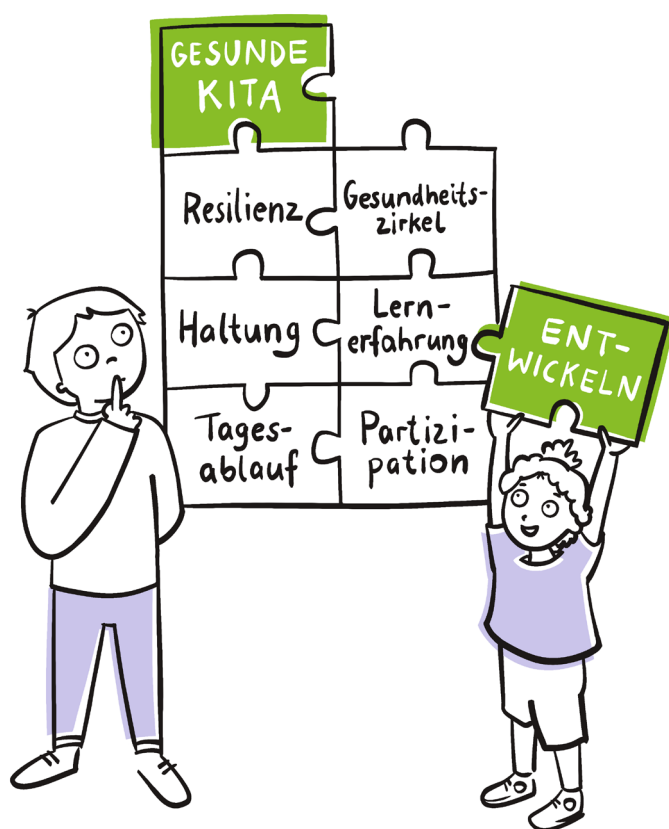 GESUNDE
KITA
Resilienz
Gesundheits-
zirkel
Haltung
Lern-
erfahrung
ENT-
WICKELN
Tages-
ablauf
Partizi-
pation